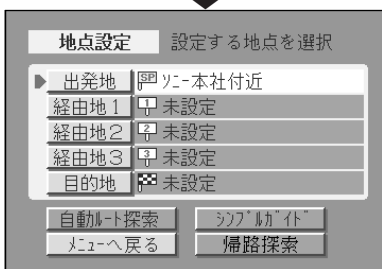 地点設定 設定する地点を選択
出発地 SP ソニー本社付近
経由地1 1 未設定
経由地2 2 未設定
経由地3 3 未設定
目的地 未設定
自動ルート探索 シンプルガイド
メニューへ戻る 帰路探索